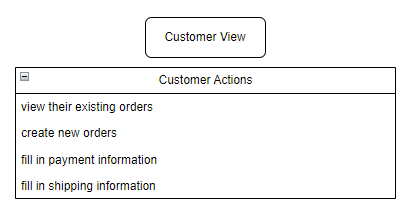 Customer View
Customer Actions
view their existing orders
create new orders
fill in payment information
fill in shipping information